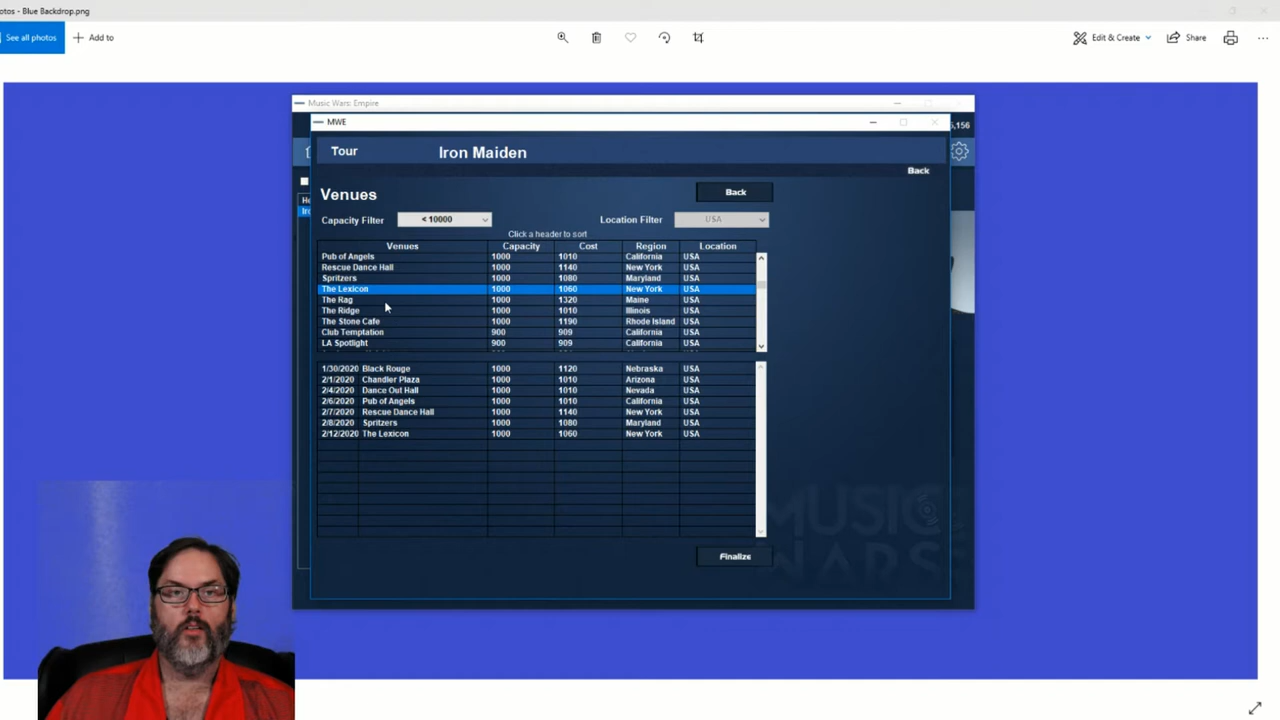 otos - Blue Backdrop.png
See all photos
Add to
Edit & Create
Share
Music Wars: Empire
MWE
5,156
Tour Iron Maiden
Back
Venues
Back
Capacity Filter < 10000 Location Filter USA
Click a header to sort
Venues Capacity Cost Region Location
Pub of Angels 1000 1010 California USA
Rescue Dance Hall 1000 1140 New York USA
Spritzers 1000 1080 Maryland USA
The Lexicon 1000 1060 New York USA
The Rag 1000 1320 Maine USA
The Ridge 1000 1010 Illinois USA
The Stone Cafe 1000 1190 Rhode Island USA
Club Temptation 900 909 California USA
LA Spotlight 900 909 California USA
1/30/2020 Black Rouge 1000 1120 Nebraska USA
2/1/2020 Chandler Plaza 1000 1010 Arizona USA
2/4/2020 Dance Out Hall 1000 1010 Nevada USA
2/6/2020 Pub of Angels 1000 1010 California USA
2/7/2020 Rescue Dance Hall 1000 1140 New York USA
2/8/2020 Spritzers 1000 1080 Maryland USA
2/12/2020 The Lexicon 1000 1060 New York USA
MUSIC
WARS
Finalize